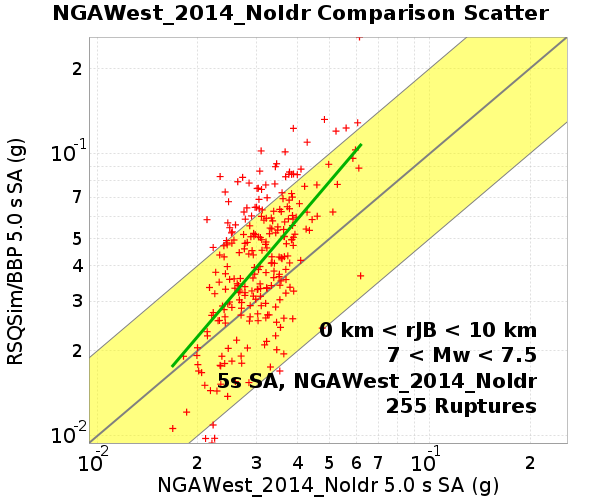 NGAWest_2014_NoIdr Comparison Scatter
RSQSim/BBP 5.0 s SA (g)
2
10-1
7
5
4
3
2
10-2
0 km < rJB < 10 km
7 < Mw < 7.5
5s SA, NGAWest_2014_NoIdr
255 Ruptures
10-2 2 3 4 5 6 7 10-1 2
NGAWest_2014_NoIdr 5.0 s SA (g)